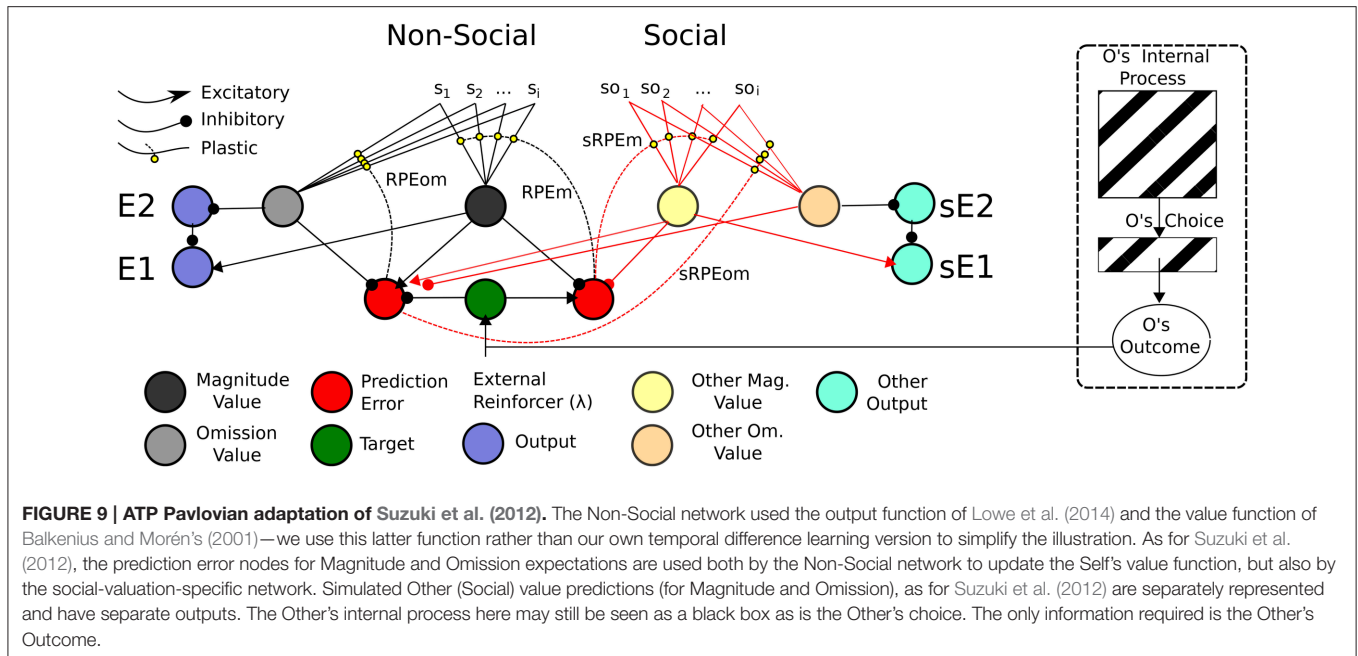 Non-Social
Social
Excitatory
Inhibitory
Plastic
s1 s2 ... si
so1 so2 ... soi
sRPEm
RPEom
RPEm
sRPEom
E2
E1
sE2
sE1
O's Internal
Process
O's Choice
O's
Outcome
Magnitude
Value
Prediction
Error
External
Reinforcer (λ)
Other Mag.
Value
Other
Output
Omission
Value
Target
Output
Other Om.
Value
FIGURE 9 | ATP Pavlovian adaptation of Suzuki et al. (2012). The Non-Social network used the output function of Lowe et al. (2014) and the value function of
Balkenius and Morén's (2001)—we use this latter function rather than our own temporal difference learning version to simplify the illustration. As for Suzuki et al.
(2012), the prediction error nodes for Magnitude and Omission expectations are used both by the Non-Social network to update the Self's value function, but also by
the social-valuation-specific network. Simulated Other (Social) value predictions (for Magnitude and Omission), as for Suzuki et al. (2012) are separately represented
and have separate outputs. The Other's internal process here may still be seen as a black box as is the Other's choice. The only information required is the Other's
Outcome.